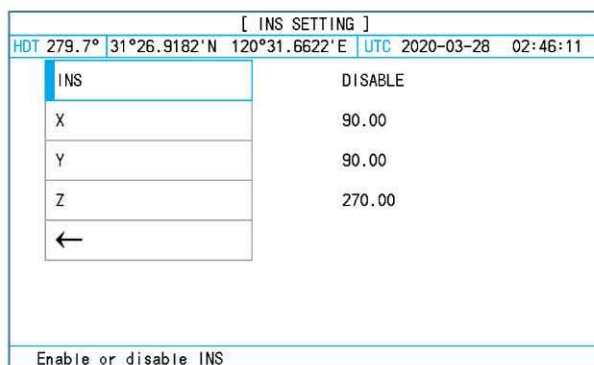 [ INS SETTING ]
HDT 279.7° 31°26.9182'N 120°31.6622'E UTC 2020-03-28 02:46:11
INS DISABLE
X 90.00
Y 90.00
Z 270.00
←
Enable or disable INS